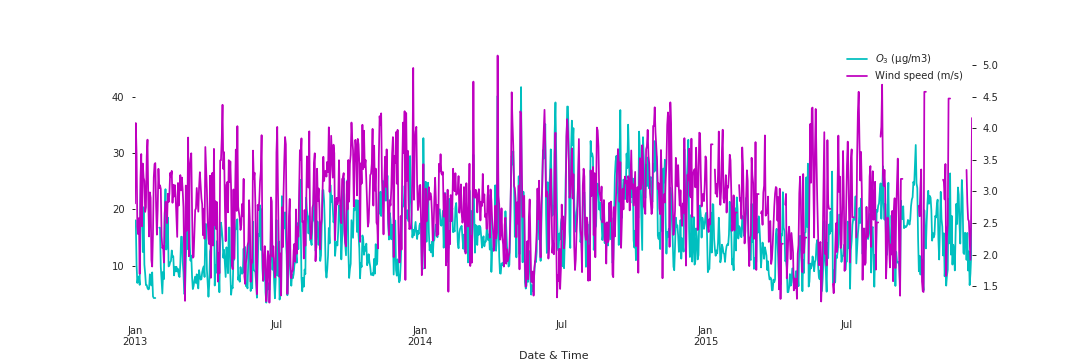 O₃ (μg/m3)
Wind speed (m/s)
40
30
20
10
5.0
4.5
4.0
3.5
3.0
2.5
2.0
1.5
Jan
2013
Jul
Jan
2014
Jul
Jan
2015
Jul
Date & Time